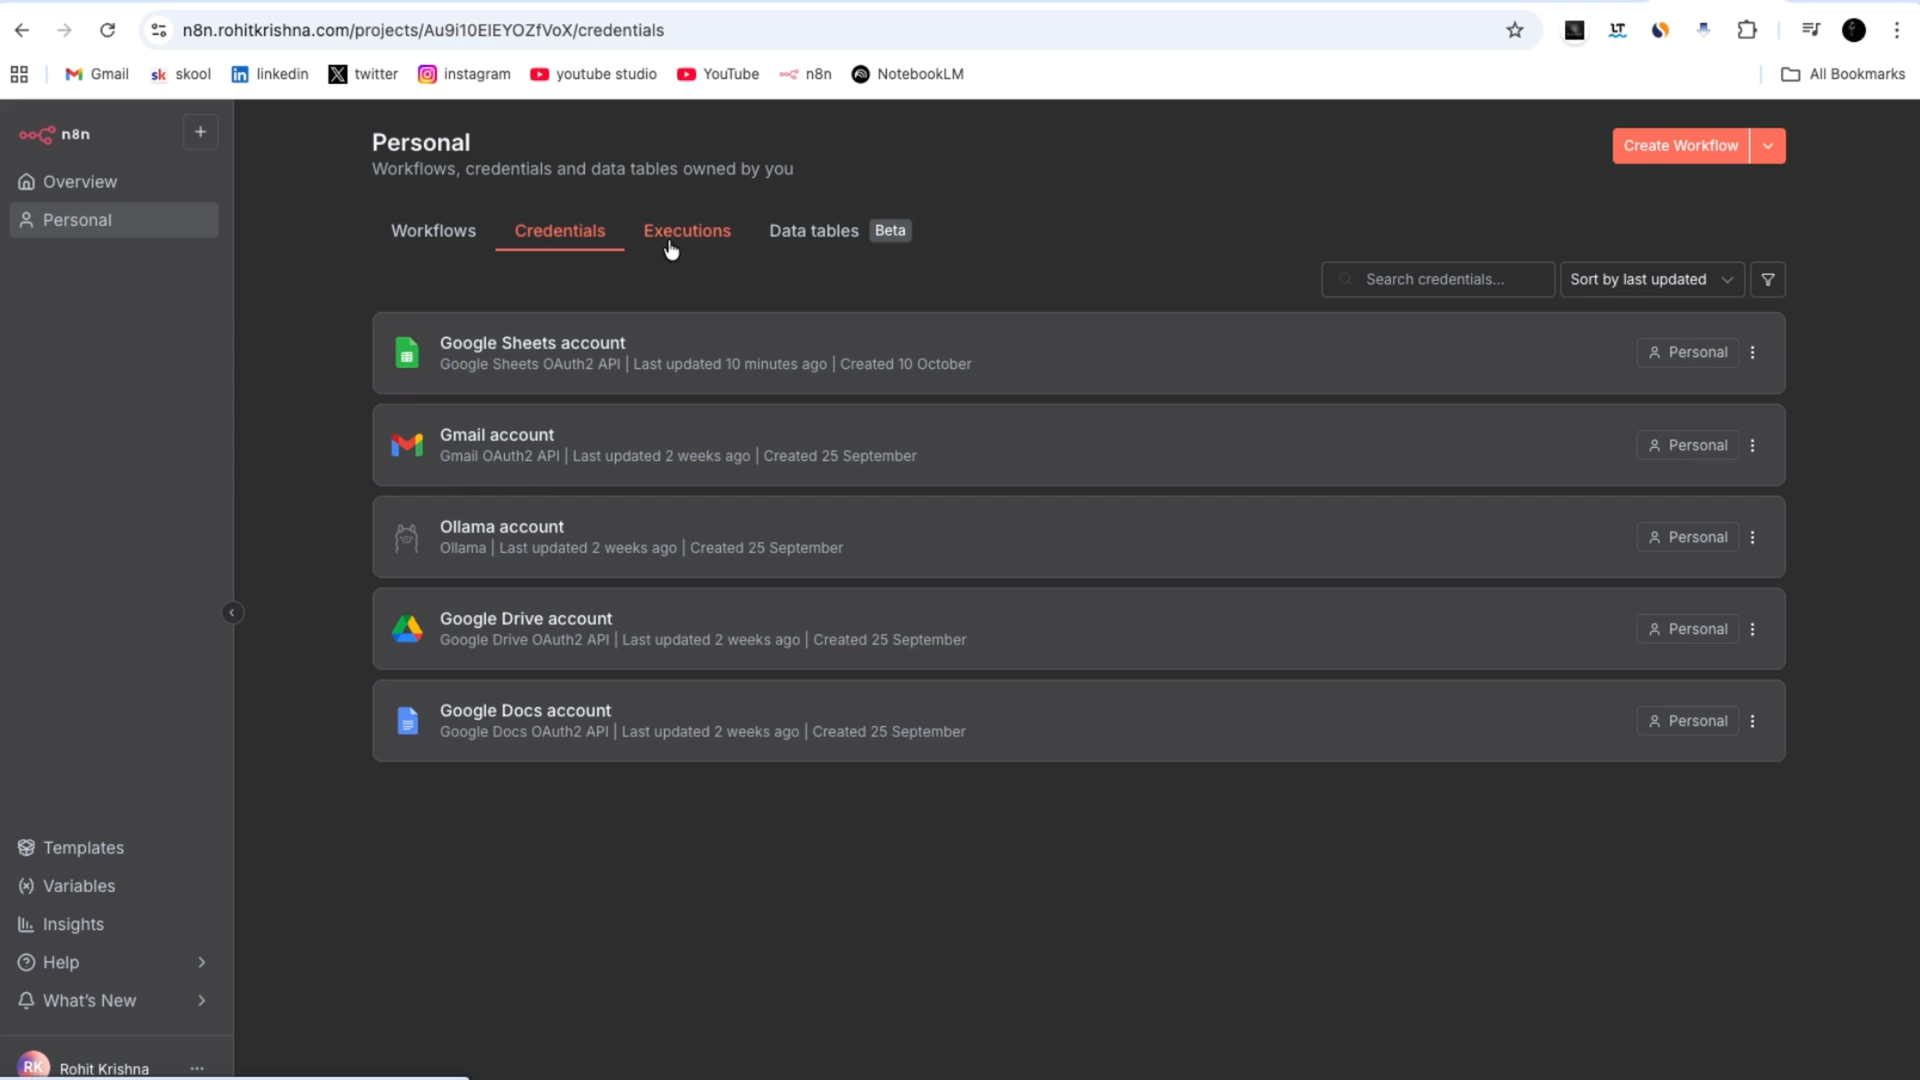 n8n.rohitkrishna.com/projects/Au9i10EIEYOZfVoX/credentials
LT
Gmail
sk skool
in linkedin
X twitter
instagram
youtube studio
YouTube
n8n
NotebookLM
All Bookmarks
n8n
Overview
Personal
Templates
Variables
Insights
Help
What's New
RK Rohit Krishna
Personal
Workflows, credentials and data tables owned by you
Create Workflow
Workflows
Credentials
Executions
Data tables
Beta
Search credentials...
Sort by last updated
Google Sheets account
Google Sheets OAuth2 API | Last updated 10 minutes ago | Created 10 October
Personal
Gmail account
Gmail OAuth2 API | Last updated 2 weeks ago | Created 25 September
Personal
Ollama account
Ollama | Last updated 2 weeks ago | Created 25 September
Personal
Google Drive account
Google Drive OAuth2 API | Last updated 2 weeks ago | Created 25 September
Personal
Google Docs account
Google Docs OAuth2 API | Last updated 2 weeks ago | Created 25 September
Personal